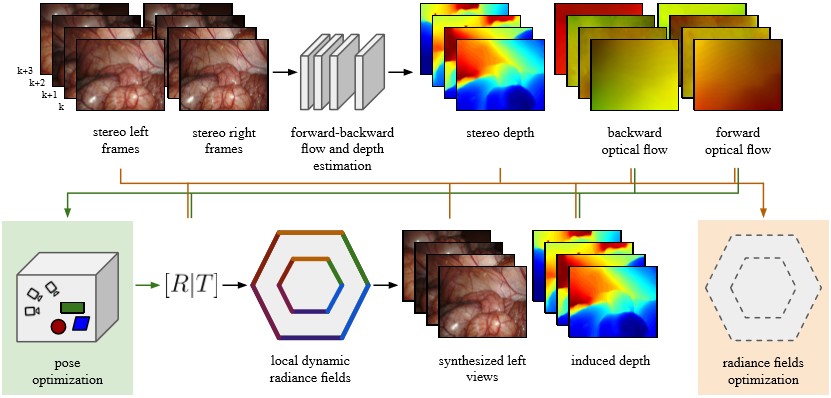 k+3
k+2
k+1
k
stereo left
frames
stereo right
frames
forward-backward
flow and depth
estimation
stereo depth
backward
optical flow
forward
optical flow
[R|T]
pose
optimization
local dynamic
radiance fields
synthesized left
views
induced depth
radiance fields
optimization